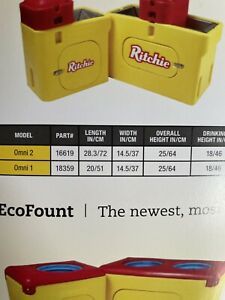 Ritchie Ritchie
MODEL PART# LENGTH IN/CM WIDTH IN/CM OVERALL HEIGHT IN/CM DRINKING HEIGHT IN/
Omni 2 16619 28.3/72 14.5/37 25/64 18/46
Omni 1 18359 20/51 14.5/37 25/64 18/46
EcoFount | The newest, mos